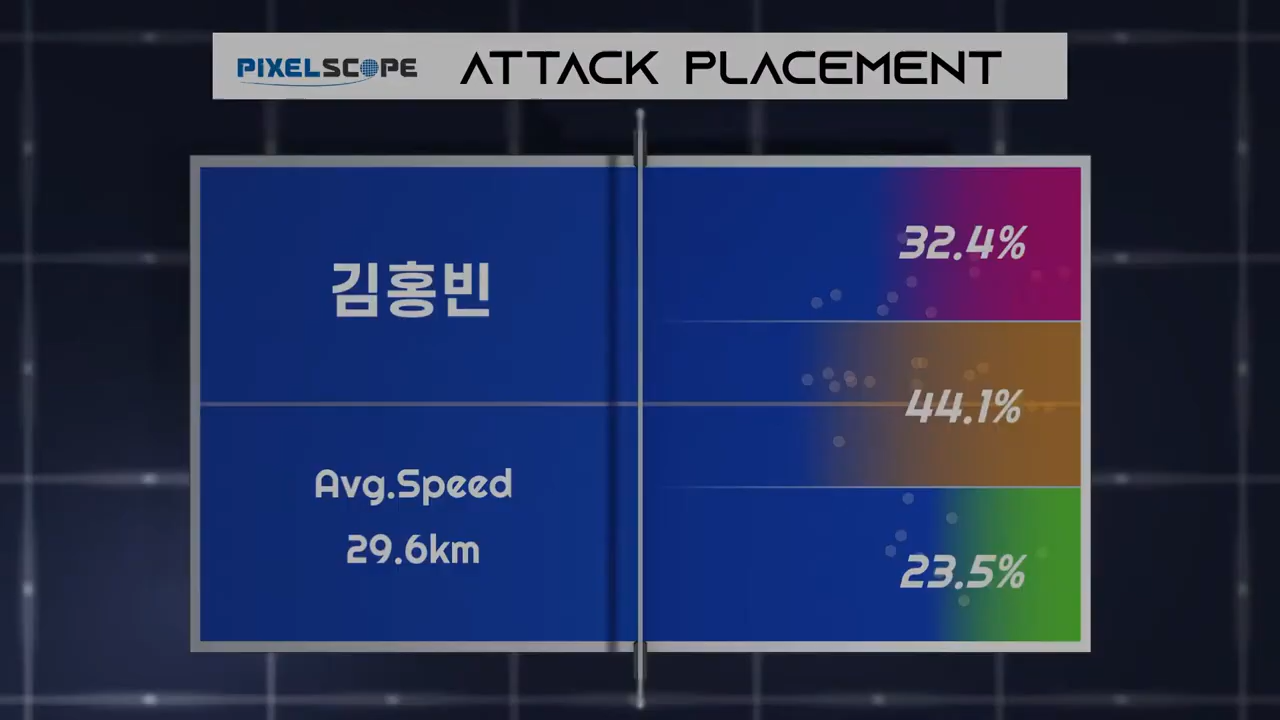 PIXELSCOPE ATTACK PLACEMENT
김홍빈
Avg.Speed
29.6km
32.4%
44.1%
23.5%